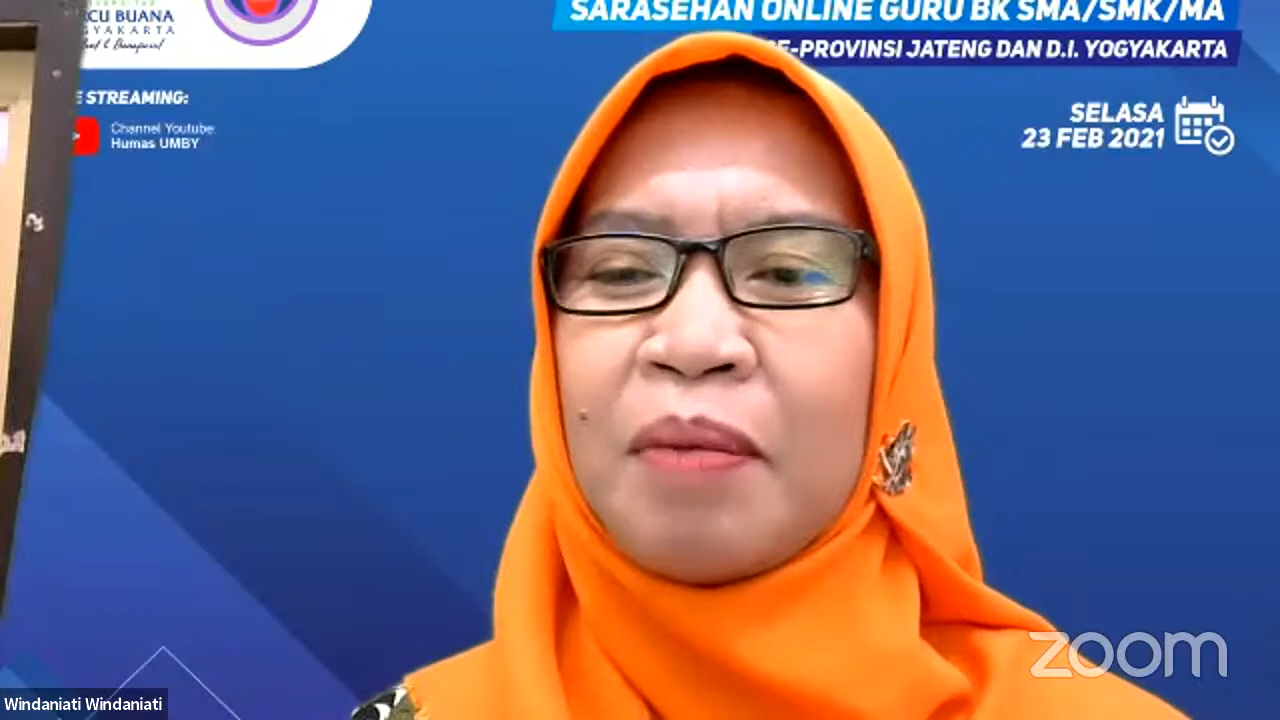 CU BUANA
YAKARTA
SARASEHAN ONLINE GURU BK SMA/SMK/MA
-PROVINSI JATENG DAN D.I. YOGYAKARTA
STREAMING:
Channel Youtube
Humas UMBY
SELASA
23 FEB 2021
zoom
Windaniati Windaniati